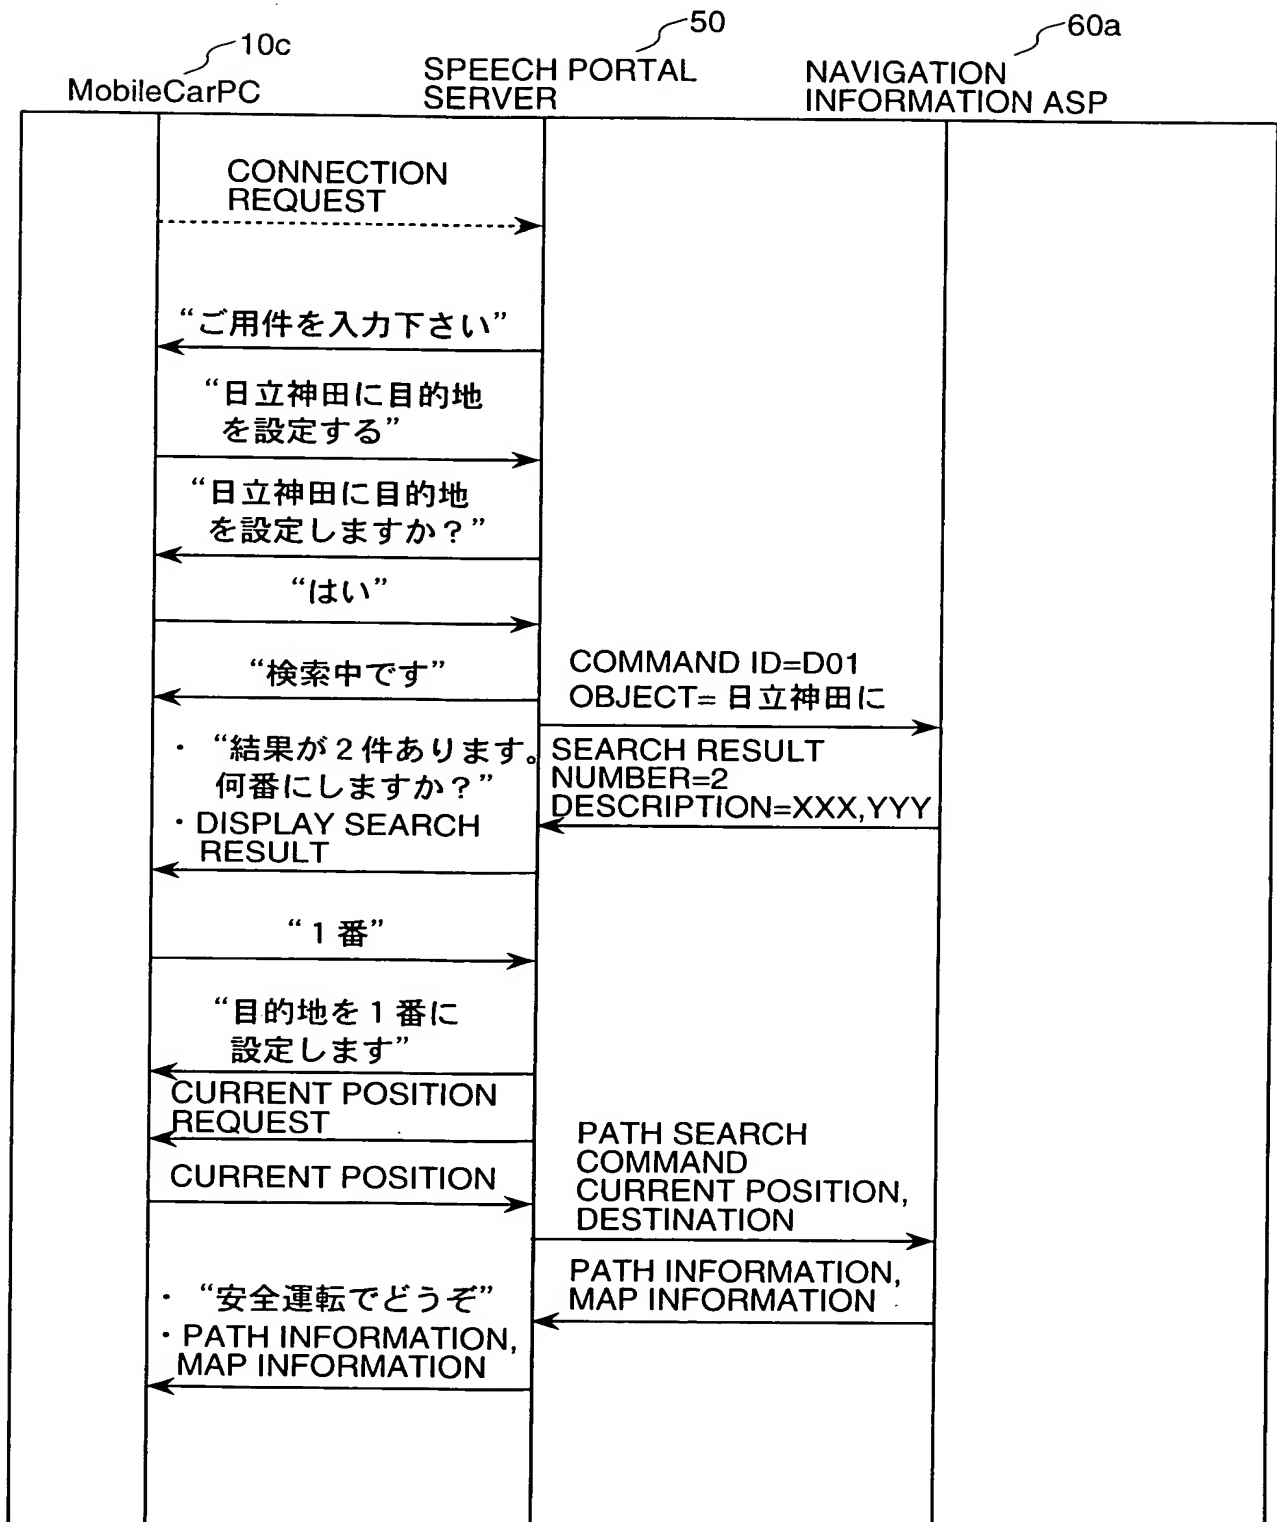 10c
50
60a
MobileCarPC
SPEECH PORTAL
SERVER
NAVIGATION
INFORMATION ASP
CONNECTION
REQUEST
“ご用件を入力下さい”
“日立神田に目的地
を設定する”
“日立神田に目的地
を設定しますか？”
“はい”
“検索中です”
COMMAND ID=D01
OBJECT= 日立神田に
・ “結果が２件あります。
何番にしますか？”
・DISPLAY SEARCH
RESULT
SEARCH RESULT
NUMBER=2
DESCRIPTION=XXX,YYY
“１番”
“目的地を１番に
設定します”
CURRENT POSITION
REQUEST
CURRENT POSITION
PATH SEARCH
COMMAND
CURRENT POSITION,
DESTINATION
PATH INFORMATION,
MAP INFORMATION
・ “安全運転でどうぞ”
・PATH INFORMATION,
MAP INFORMATION